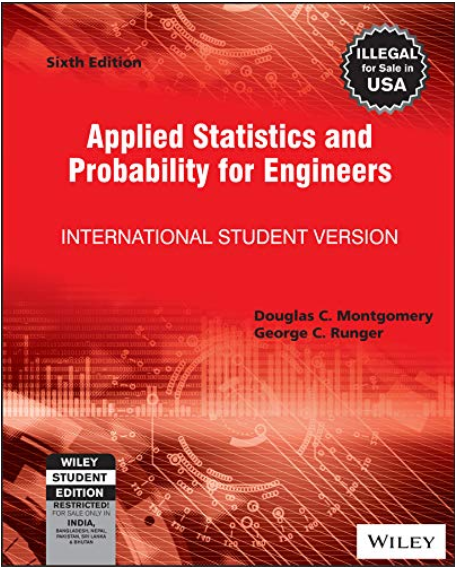 Sixth Edition
ILLEGAL
for Sale in
USA
Applied Statistics and
Probability for Engineers
INTERNATIONAL STUDENT VERSION
Douglas C. Montgomery
George C. Runger
WILEY
STUDENT
EDITION
RESTRICTED!
FOR SALE ONLY IN
INDIA,
BANGLADESH, NEPAL,
PAKISTAN, SRI LANKA
& BHUTAN
WILEY